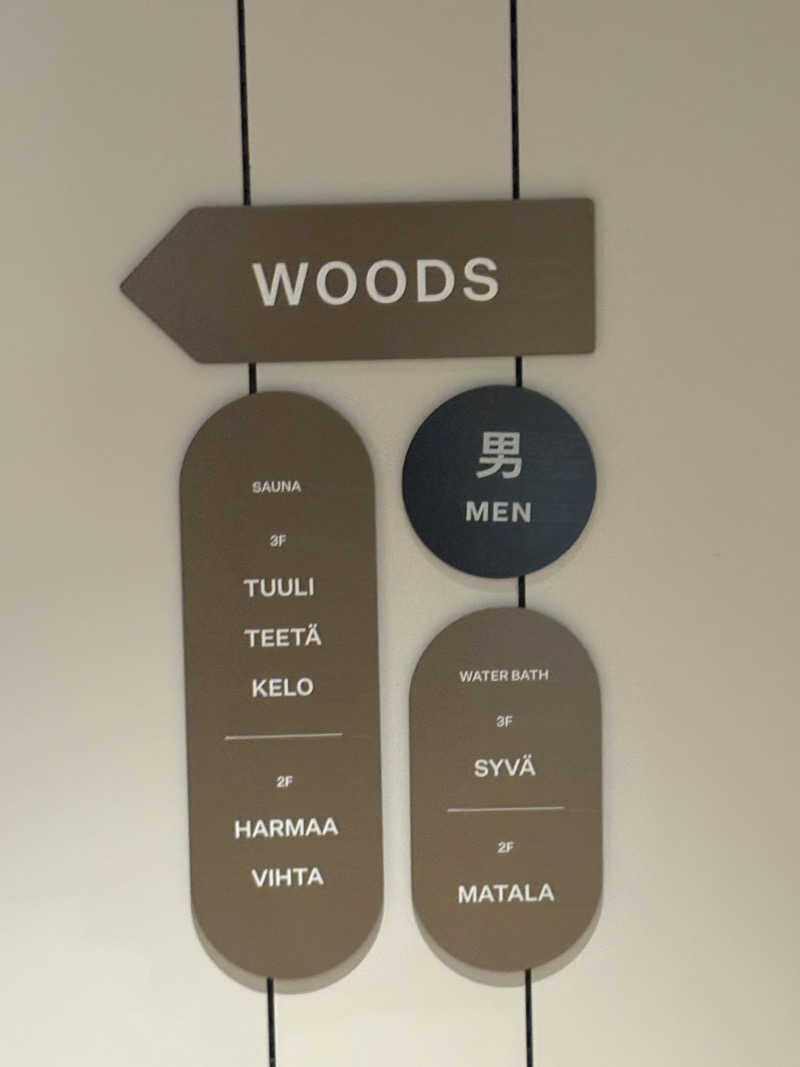 WOODS
SAUNA
3F
TUULI
TEETÄ
KELO
2F
HARMAA
VIHTA
男
MEN
WATER BATH
3F
SYVÄ
2F
MATALA